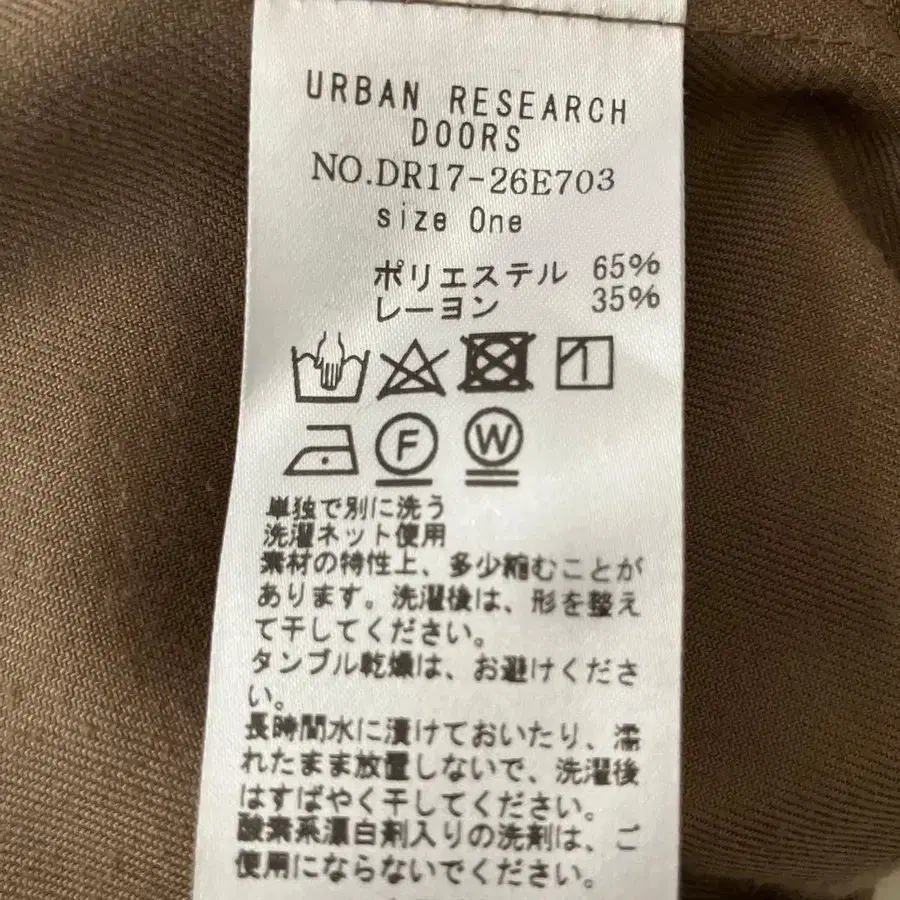 URBAN RESEARCH
DOORS
NO.DR17-26E703
size One
ポリエステル 65%
レーヨン 35%
F W
単独で別に洗う
洗濯ネット使用
素材の特性上、多少縮むことが
あります。洗濯後は、形を整え
て干してください。
タンブル乾燥は、お避けくださ
い。
長時間水に漬けておいたり、濡
れたまま放置しないで、洗濯後
はすばやく干してください。
酸素系漂白剤入りの洗剤は、ご
使用にならないでください。